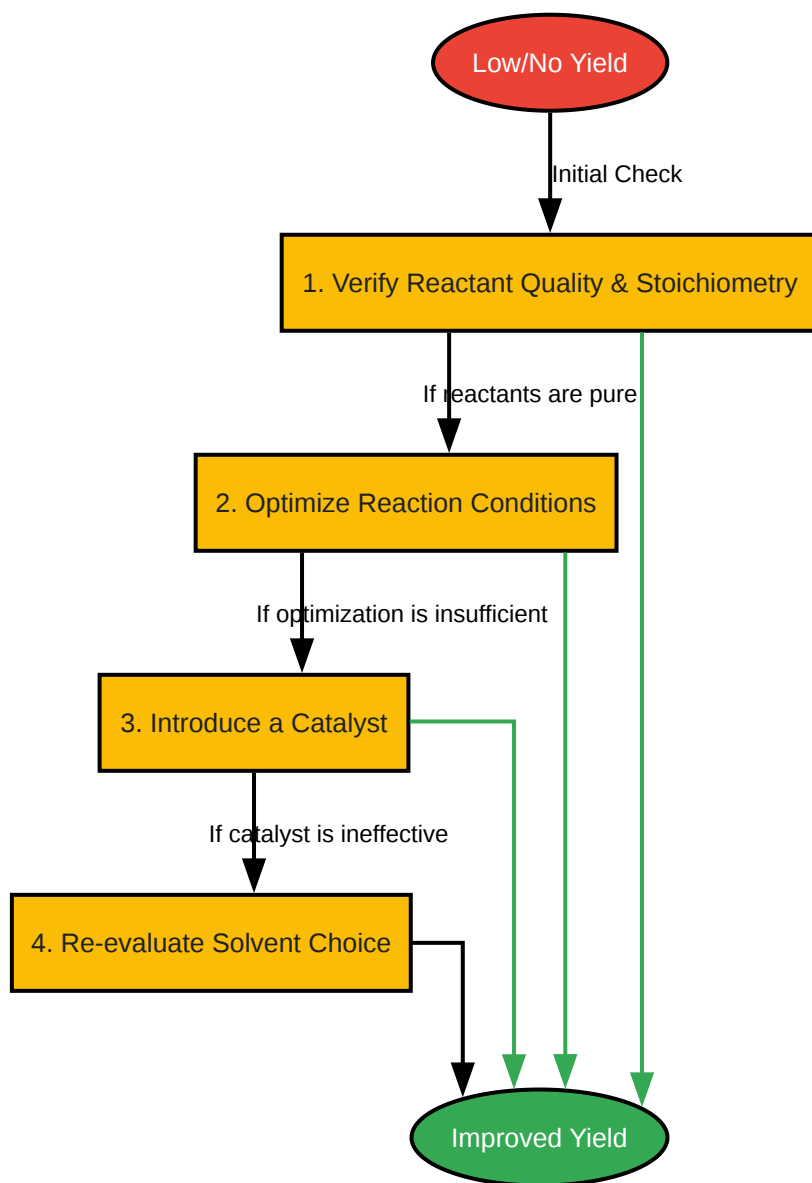 Low/No Yield
Initial Check
1. Verify Reactant Quality & Stoichiometry
If reactants are pure
2. Optimize Reaction Conditions
If optimization is insufficient
3. Introduce a Catalyst
If catalyst is ineffective
4. Re-evaluate Solvent Choice
Improved Yield